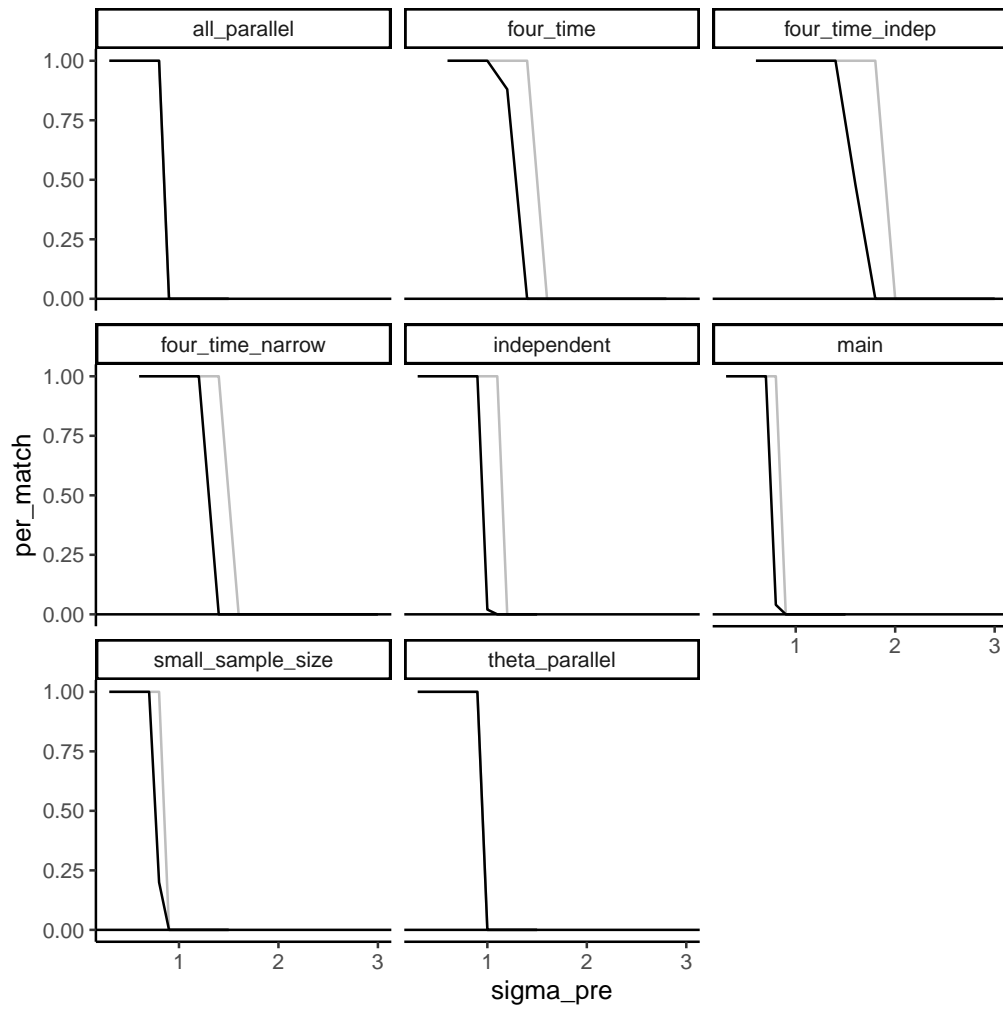 all_parallel
four_time
four_time_indep
1.00
0.75
0.50
0.25
0.00
four_time_narrow
independent
main
1.00
0.75
0.50
0.25
0.00
1 2 3
small_sample_size
theta_parallel
1.00
0.75
0.50
0.25
0.00
1 2 3
1 2 3
per_match
sigma_pre